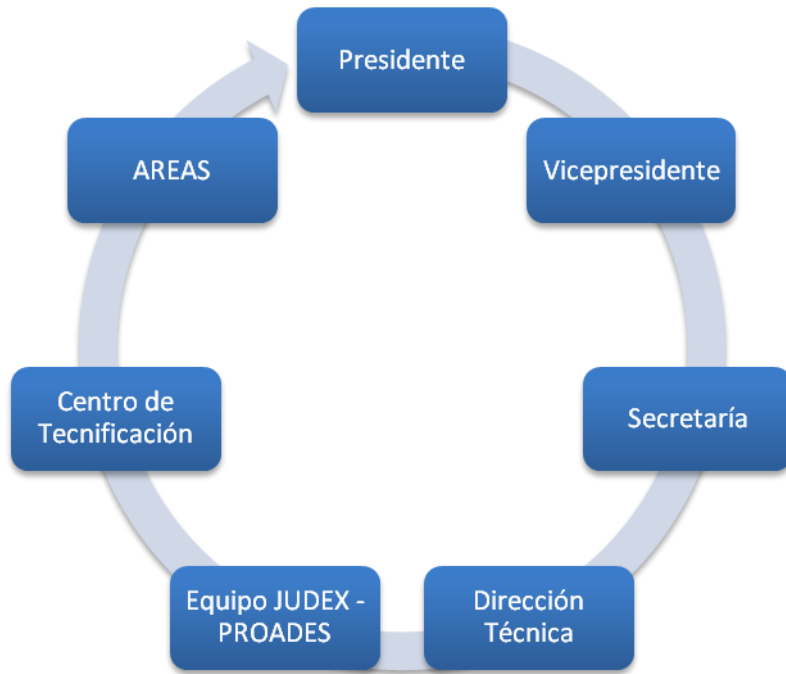 Presidente
Vicepresidente
Secretaría
Dirección
Técnica
Equipo JUDEX -
PROADES
Centro de
Tecnificación
AREAS